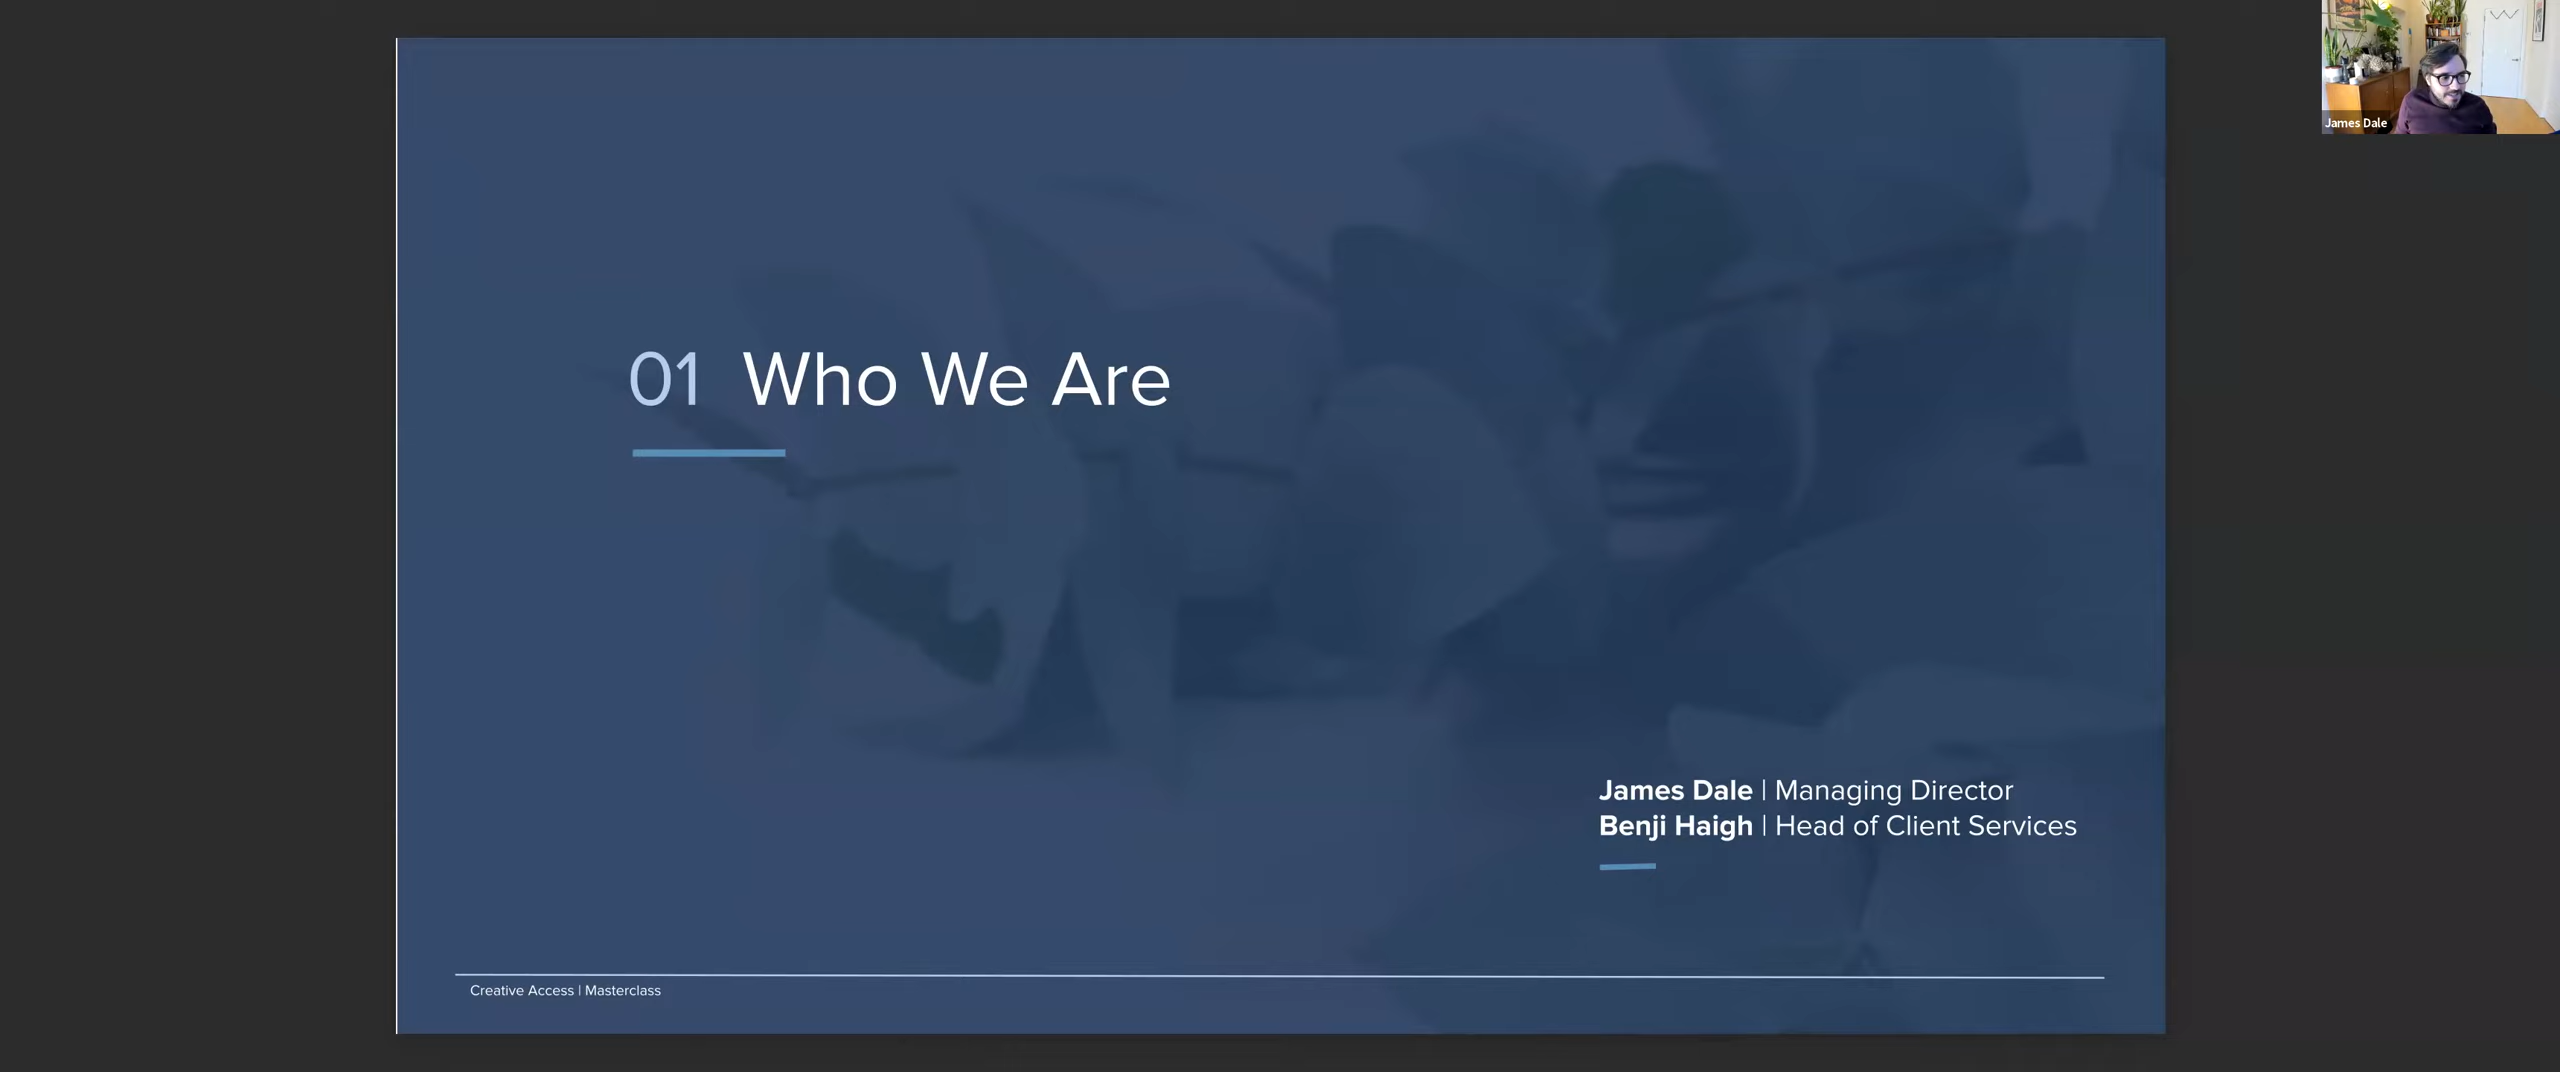 01 Who We Are
James Dale | Managing Director
Benji Haigh | Head of Client Services
Creative Access | Masterclass
James Dale